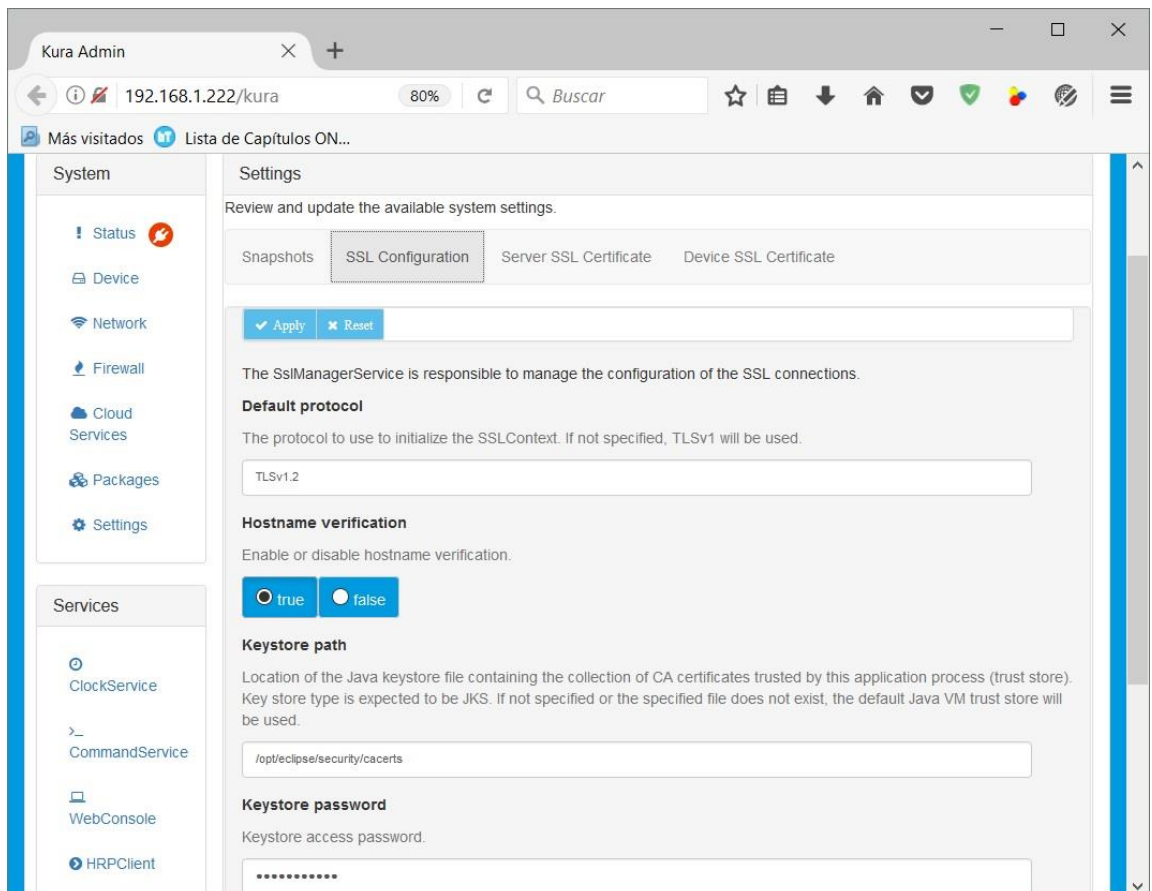 Kura Admin
192.168.1.222/kura
80%
Buscar
Más visitados
Lista de Capítulos ON...
System
Status
Device
Network
Firewall
Cloud
Services
Packages
Settings
Services
ClockService
CommandService
WebConsole
HRPClient
Settings
Review and update the available system settings.
Snapshots SSL Configuration Server SSL Certificate Device SSL Certificate
Apply Reset
The SslManagerService is responsible to manage the configuration of the SSL connections.
Default protocol
The protocol to use to initialize the SSLContext. If not specified, TLSv1 will be used.
TLSv1.2
Hostname verification
Enable or disable hostname verification.
true false
Keystore path
Location of the Java keystore file containing the collection of CA certificates trusted by this application process (trust store).
Key store type is expected to be JKS. If not specified or the specified file does not exist, the default Java VM trust store will
be used.
/opt/eclipse/security/cacerts
Keystore password
Keystore access password.
•••••••••••